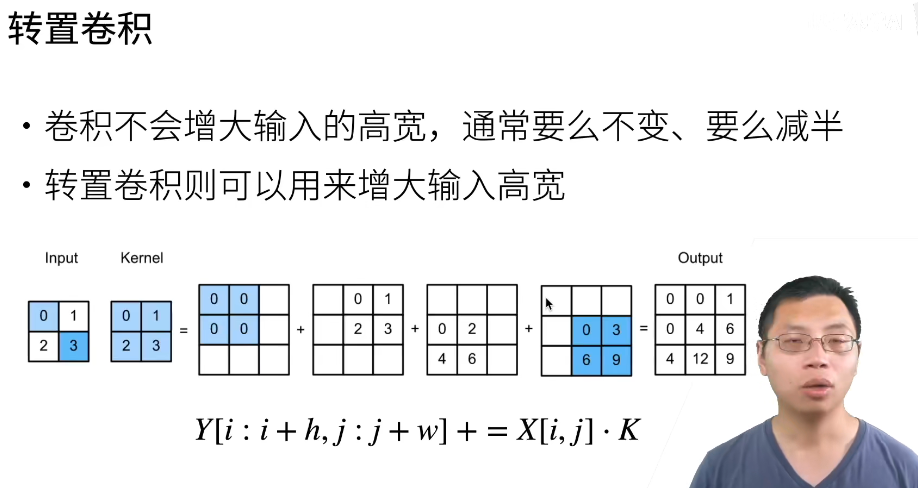 转置卷积
• 卷积不会增大输入的高宽，通常要么不变、要么减半
• 转置卷积则可以用来增大输入高宽
Input Kernel Output
0 1 0 1 0 0 0 1 0 0 1
0 0 2 3 0 2 0 3 0 4 6
2 3 2 3 4 6 6 9 4 12 9
= + + + =
Y[i : i + h, j : j + w] + = X[i, j] · K